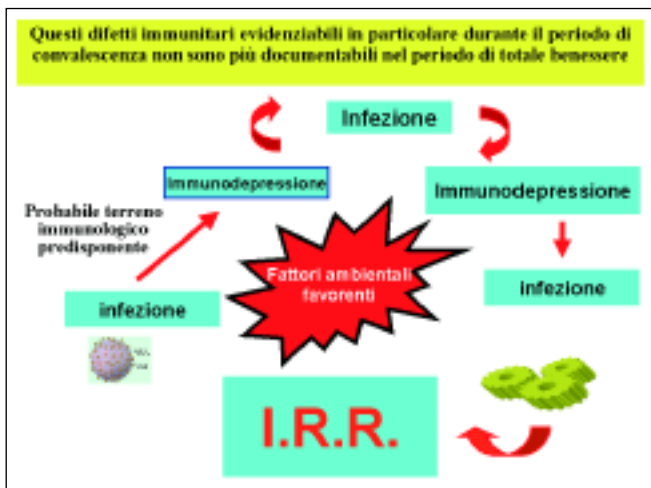 Questi difetti immunitari evidenziabili in particolare durante il periodo di
convalescenza non sono più documentabili nel periodo di totale benessere
Infezione
Immunodepressione
Immunodepressione
Probabile terreno
immunologico
predisponente
Fattori ambientali
favorenti
infezione
infezione
I.R.R.